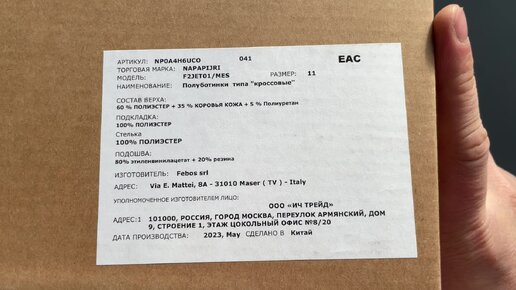 АРТИКУЛ: NP0A4H6UCO 041 EAC
ТОРГОВАЯ МАРКА: NAPAPIJRI
МОДЕЛЬ: F2JET01/MES РАЗМЕР: 11
НАИМЕНОВАНИЕ: Полуботинки типа "кроссовые"
СОСТАВ ВЕРХА:
60 % ПОЛИЭСТЕР + 35 % КОРОВЬЯ КОЖА + 5 % Полиуретан
ПОДКЛАДКА:
100% ПОЛИЭСТЕР
Стелька
100% ПОЛИЭСТЕР
ПОДОШВА:
80% этиленвинилацетат + 20% резина
ИЗГОТОВИТЕЛЬ: Febos srl
АДРЕС: Via E. Mattei, 8A - 31010 Maser ( TV ) - Italy
УПОЛНОМОЧЕННОЕ ИЗГОТОВИТЕЛЕМ ЛИЦО:
ООО «ИЧ ТРЕЙД»
АДРЕС:1 101000, РОССИЯ, ГОРОД МОСКВА, ПЕРЕУЛОК АРМЯНСКИЙ, ДОМ
9, СТРОЕНИЕ 1, ЭТАЖ ЦОКОЛЬНЫЙ ОФИС №8/20
ДАТА ПРОИЗВОДСТВА: 2023, May СДЕЛАНО В Китай